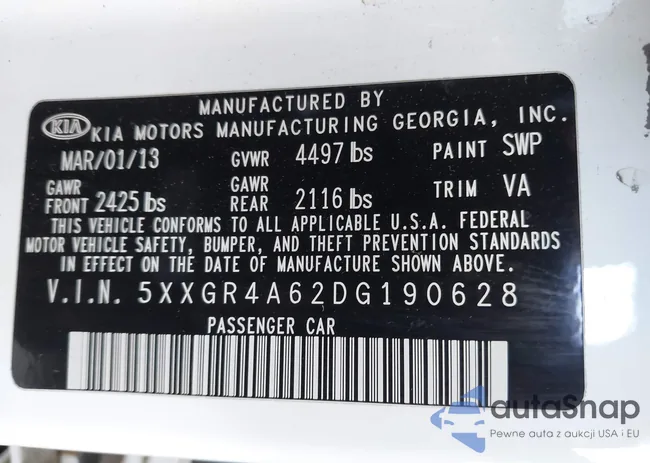 MANUFACTURED BY
KIA KIA MOTORS MANUFACTURING GEORGIA, INC.
MAR/01/13 GVWR 4497 lbs PAINT SWP
GAWR FRONT 2425 lbs GAWR REAR 2116 lbs TRIM VA
THIS VEHICLE CONFORMS TO ALL APPLICABLE U.S.A. FEDERAL
MOTOR VEHICLE SAFETY, BUMPER, AND THEFT PREVENTION STANDARDS
IN EFFECT ON THE DATE OF MANUFACTURE SHOWN ABOVE.
V.I.N. 5XXGR4A62DG190628
PASSENGER CAR
autaSnap
Pewne auta z aukcji USA i EU